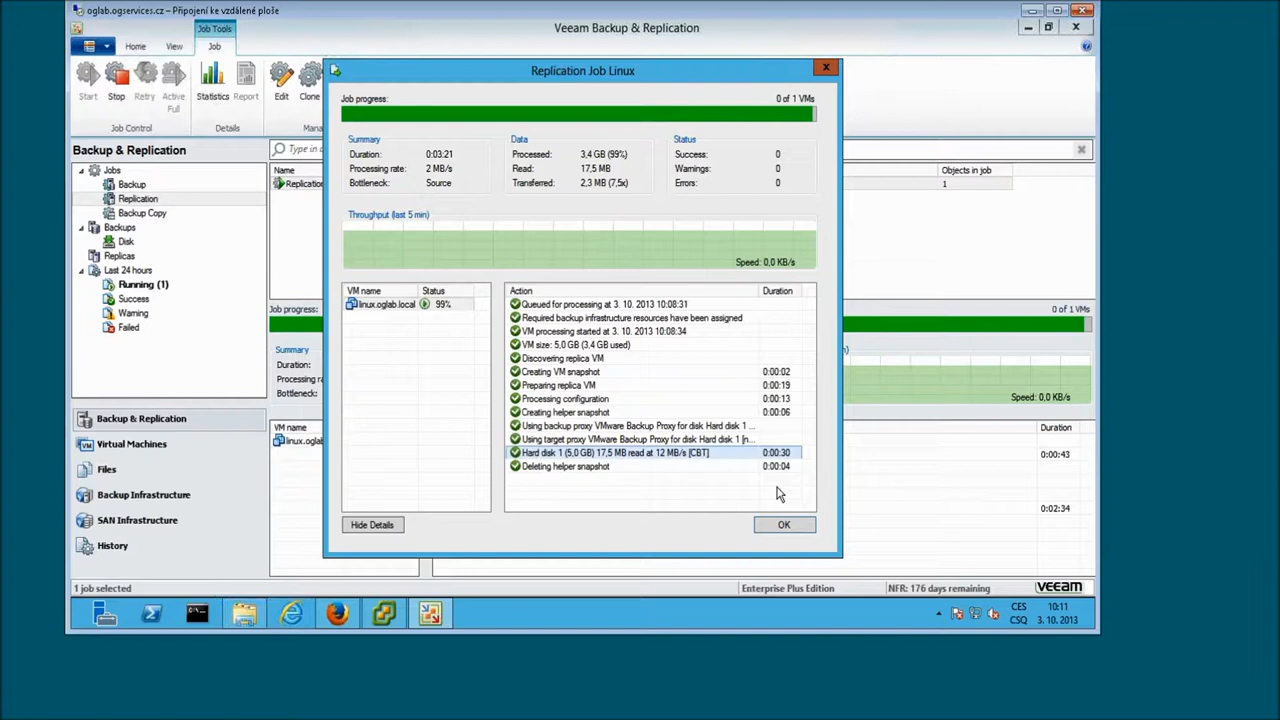 oglab.ogservices.cz - Připojení ke vzdálené ploše
Job Tools
Veeam Backup & Replication
Home
View
Job
Start
Stop
Retry
Active
Full
Statistics
Report
Edit
Clone
Job Control
Details
Backup & Replication
Type in
Jobs
Backup
Replication
Backup Copy
Backups
Disk
Replicas
Last 24 hours
Running (1)
Success
Warning
Failed
Name
Objects in job
1
Replication Job Linux
Job progress:
0 of 1 VMs
Summary
Duration: 0:03:21
Processing rate: 2 MB/s
Bottleneck: Source
Data
Processed: 3,4 GB (99%)
Read: 17,5 MB
Transferred: 2,3 MB (7,5x)
Status
Success: 0
Warnings: 0
Errors: 0
Throughput (last 5 min)
Speed: 0,0 KB/s
VM name Status
linux.oglab.local 99%
Action Duration
Queued for processing at 3. 10. 2013 10:08:31
Required backup infrastructure resources have been assigned
VM processing started at 3. 10. 2013 10:08:34
VM size: 5,0 GB (3,4 GB used)
Discovering replica VM
Creating VM snapshot 0:00:02
Preparing replica VM 0:00:19
Processing configuration 0:00:13
Creating helper snapshot 0:00:06
Using backup proxy VMware Backup Proxy for disk Hard disk 1 ...
Using target proxy VMware Backup Proxy for disk Hard disk 1 [n...
Hard disk 1 (5,0 GB) 17,5 MB read at 12 MB/s [CBT] 0:00:30
Deleting helper snapshot 0:00:04
Hide Details
OK
Job progress:
0 of 1 VMs
Summary
Duration:
Bottleneck:
Speed: 0,0 KB/s
VM name
Duration
0:00:43
0:02:34
Backup & Replication
Virtual Machines
Files
Backup Infrastructure
SAN Infrastructure
History
1 job selected
Enterprise Plus Edition
NFR: 176 days remaining
veeam
CES
CSQ
10:11
3. 10. 2013